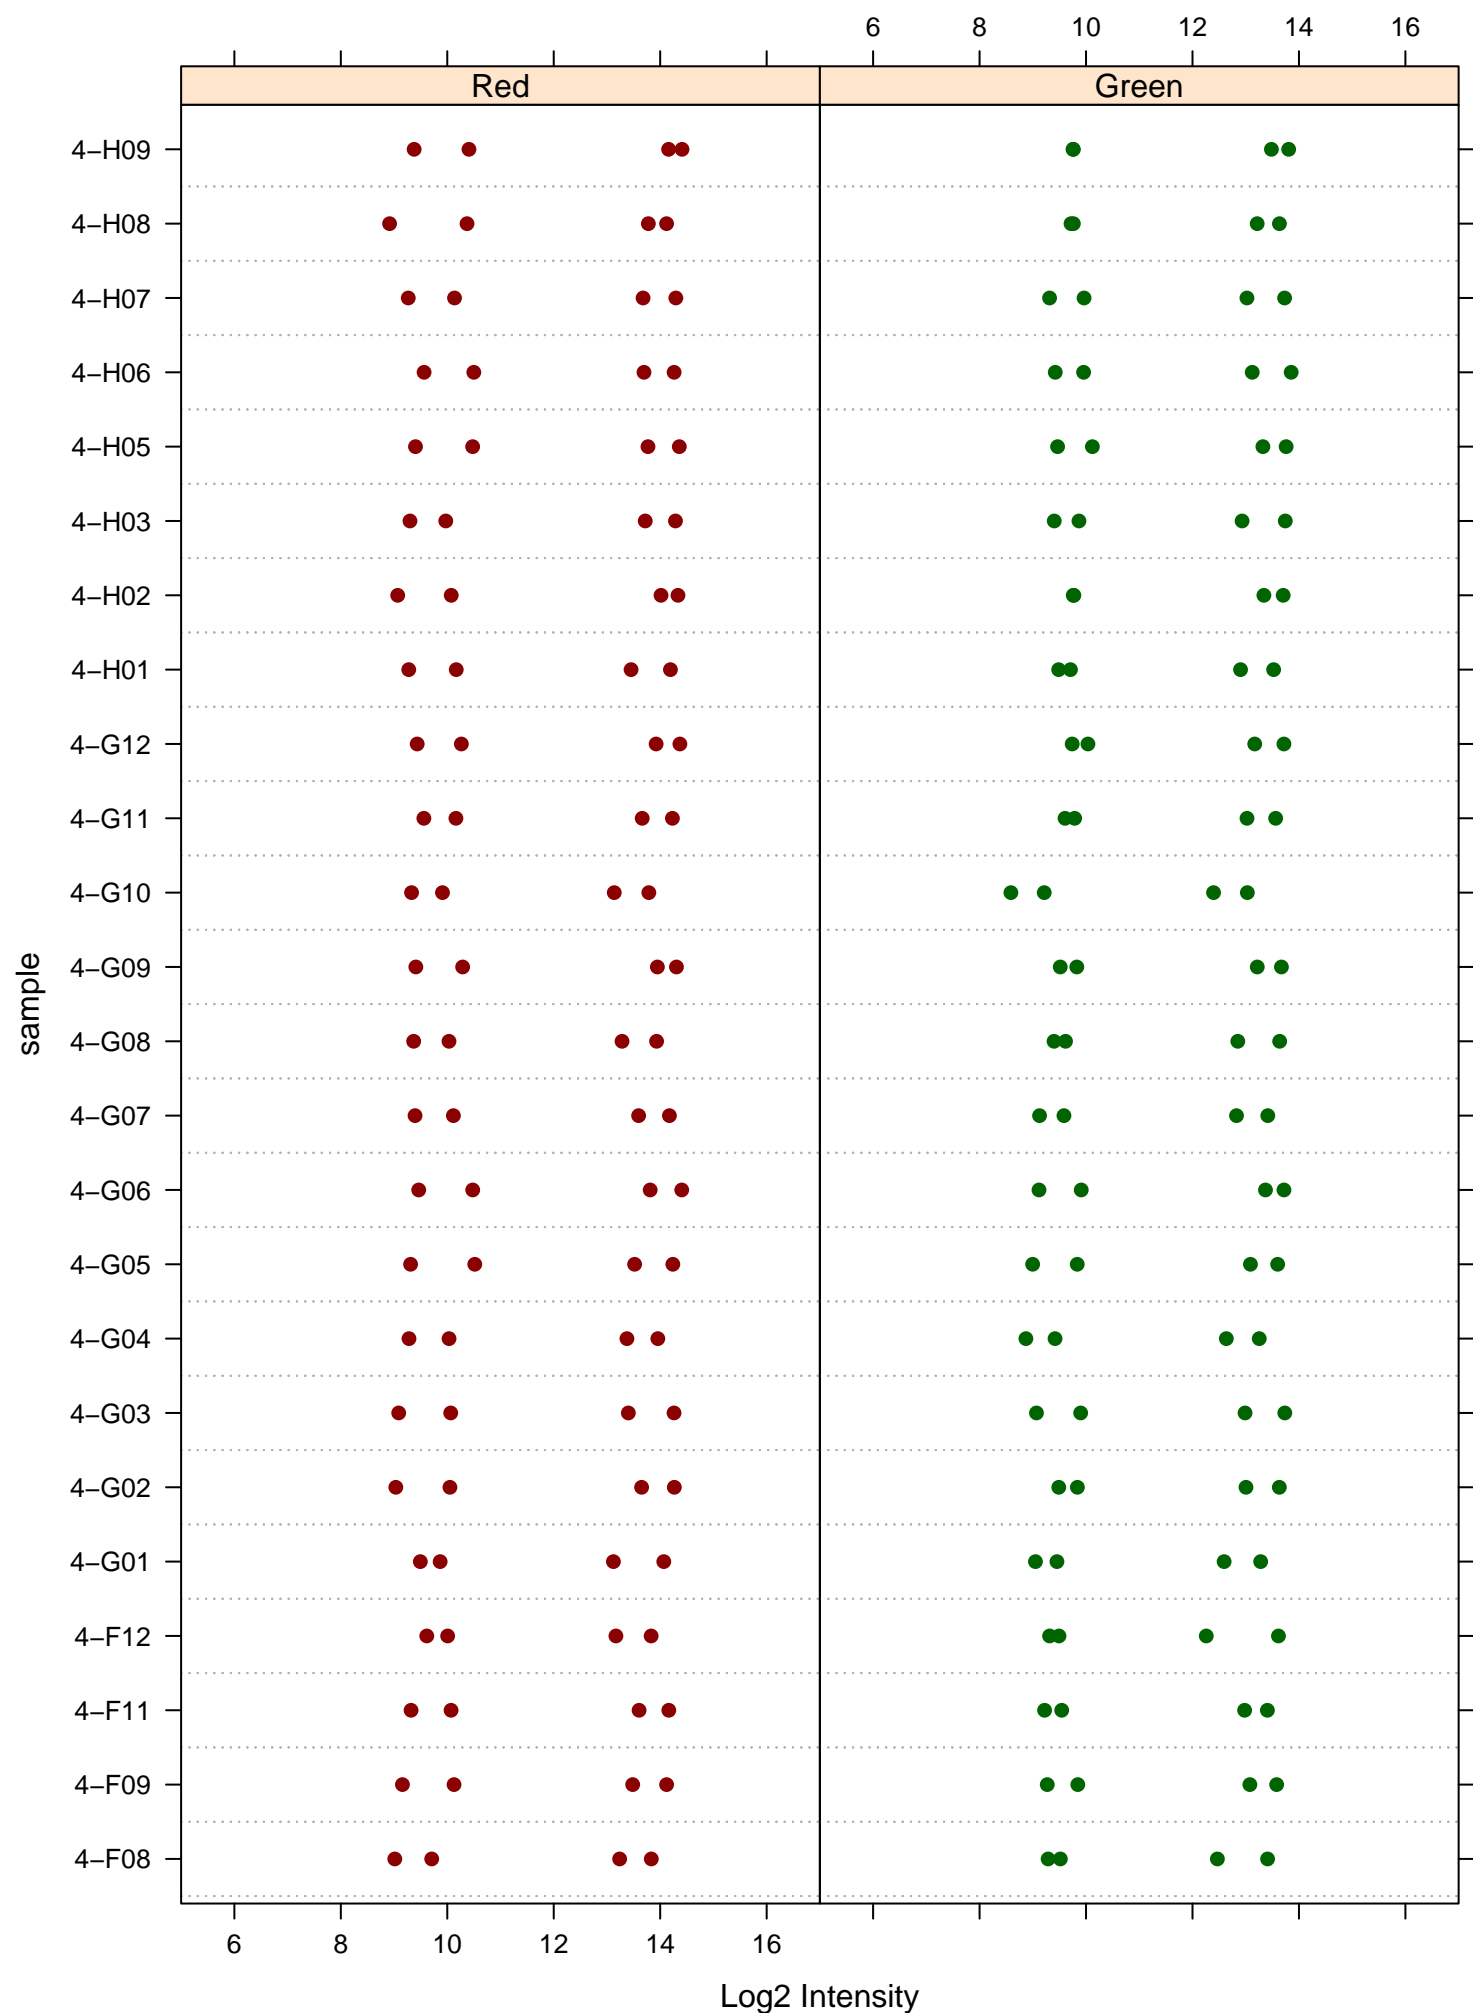 6 8 10 12 14 16
Red Green
4−H09
4−H08
4−H07
4−H06
4−H05
4−H03
4−H02
4−H01
4−G12
4−G11
4−G10
4−G09
4−G08
4−G07
4−G06
4−G05
4−G04
4−G03
4−G02
4−G01
4−F12
4−F11
4−F09
4−F08
sample
6 8 10 12 14 16
Log2 Intensity